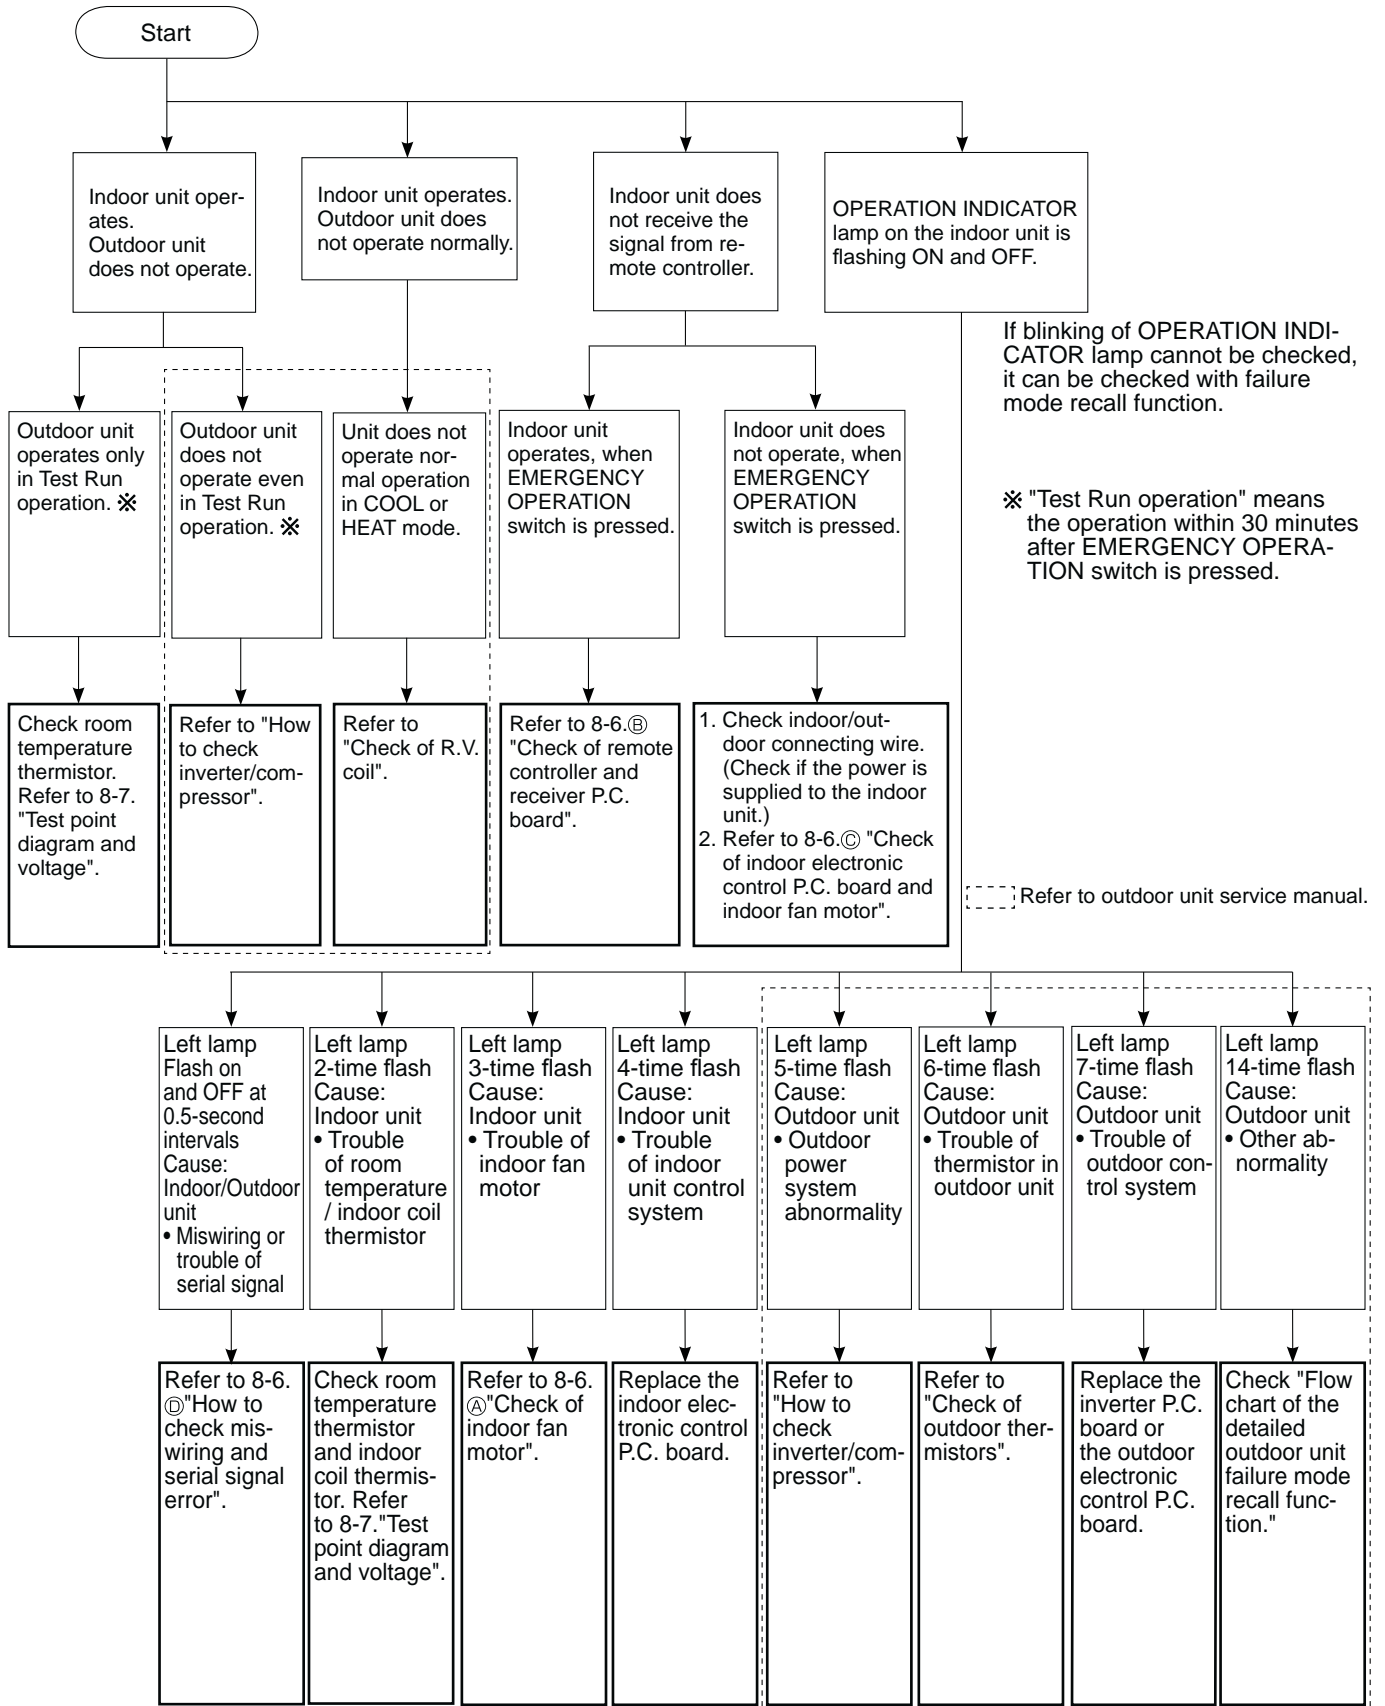 Start
Indoor unit oper-
ates.
Outdoor unit
does not operate.
Indoor unit operates.
Outdoor unit does
not operate normally.
Indoor unit does
not receive the
signal from re-
mote controller.
OPERATION INDICATOR
lamp on the indoor unit is
flashing ON and OFF.
If blinking of OPERATION INDI-
CATOR lamp cannot be checked,
it can be checked with failure
mode recall function.
※ "Test Run operation" means
the operation within 30 minutes
after EMERGENCY OPERA-
TION switch is pressed.
Outdoor unit
operates only
in Test Run
operation. ※
Outdoor unit
does not
operate even
in Test Run
operation. ※
Unit does not
operate nor-
mal operation
in COOL or
HEAT mode.
Indoor unit
operates, when
EMERGENCY
OPERATION
switch is pressed.
Indoor unit does
not operate, when
EMERGENCY
OPERATION
switch is pressed.
Check room
temperature
thermistor.
Refer to 8-7.
"Test point
diagram and
voltage".
Refer to "How
to check
inverter/com-
pressor".
Refer to
"Check of R.V.
coil".
Refer to 8-6.Ⓑ
"Check of remote
controller and
receiver P.C.
board".
1. Check indoor/out-
door connecting wire.
(Check if the power is
supplied to the indoor
unit.)
2. Refer to 8-6.Ⓒ "Check
of indoor electronic
control P.C. board and
indoor fan motor".
Refer to outdoor unit service manual.
Left lamp
Flash on
and OFF at
0.5-second
intervals
Cause:
Indoor/Outdoor
unit
• Miswiring or
trouble of
serial signal
Left lamp
2-time flash
Cause:
Indoor unit
• Trouble
of room
temperature
/ indoor coil
thermistor
Left lamp
3-time flash
Cause:
Indoor unit
• Trouble of
indoor fan
motor
Left lamp
4-time flash
Cause:
Indoor unit
• Trouble
of indoor
unit control
system
Left lamp
5-time flash
Cause:
Outdoor unit
• Outdoor
power
system
abnormality
Left lamp
6-time flash
Cause:
Outdoor unit
• Trouble of
thermistor in
outdoor unit
Left lamp
7-time flash
Cause:
Outdoor unit
• Trouble of
outdoor con-
trol system
Left lamp
14-time flash
Cause:
Outdoor unit
• Other ab-
normality
Refer to 8-6.
Ⓓ"How to
check mis-
wiring and
serial signal
error".
Check room
temperature
thermistor
and indoor
coil thermis-
tor. Refer
to 8-7."Test
point diagram
and voltage".
Refer to 8-6.
Ⓐ"Check of
indoor fan
motor".
Replace the
indoor elec-
tronic control
P.C. board.
Refer to
"How to
check
inverter/com-
pressor".
Refer to
"Check of
outdoor ther-
mistors".
Replace the
inverter P.C.
board or
the outdoor
electronic
control P.C.
board.
Check "Flow
chart of the
detailed
outdoor unit
failure mode
recall func-
tion."